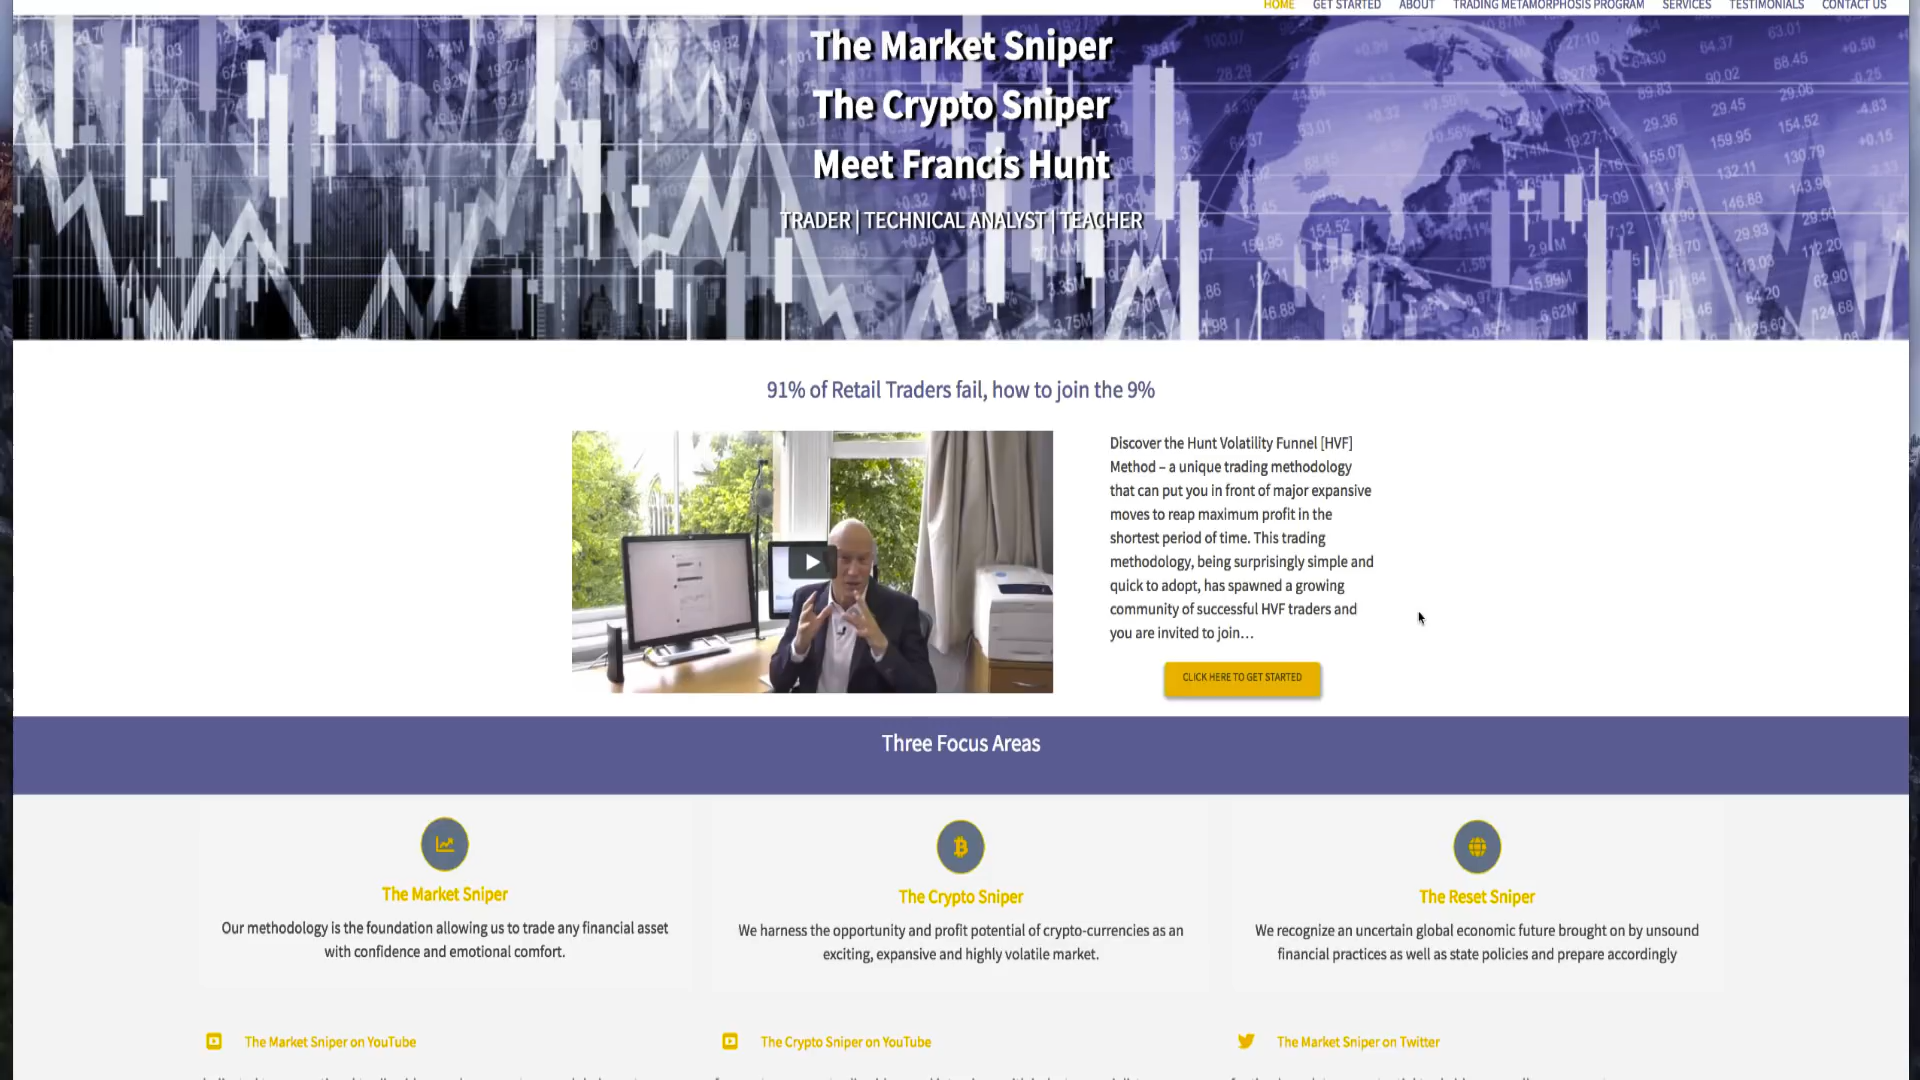 HOME GET STARTED ABOUT TRADING METAMORPHOSIS PROGRAM SERVICES TESTIMONIALS CONTACT US
The Market Sniper
The Crypto Sniper
Meet Francis Hunt
TRADER | TECHNICAL ANALYST | TEACHER
91% of Retail Traders fail, how to join the 9%
Discover the Hunt Volatility Funnel [HVF]
Method – a unique trading methodology
that can put you in front of major expansive
moves to reap maximum profit in the
shortest period of time. This trading
methodology, being surprisingly simple and
quick to adopt, has spawned a growing
community of successful HVF traders and
you are invited to join…
CLICK HERE TO GET STARTED
Three Focus Areas
The Market Sniper
Our methodology is the foundation allowing us to trade any financial asset
with confidence and emotional comfort.
The Crypto Sniper
We harness the opportunity and profit potential of crypto-currencies as an
exciting, expansive and highly volatile market.
The Reset Sniper
We recognize an uncertain global economic future brought on by unsound
financial practices as well as state policies and prepare accordingly
The Market Sniper on YouTube
The Crypto Sniper on YouTube
The Market Sniper on Twitter